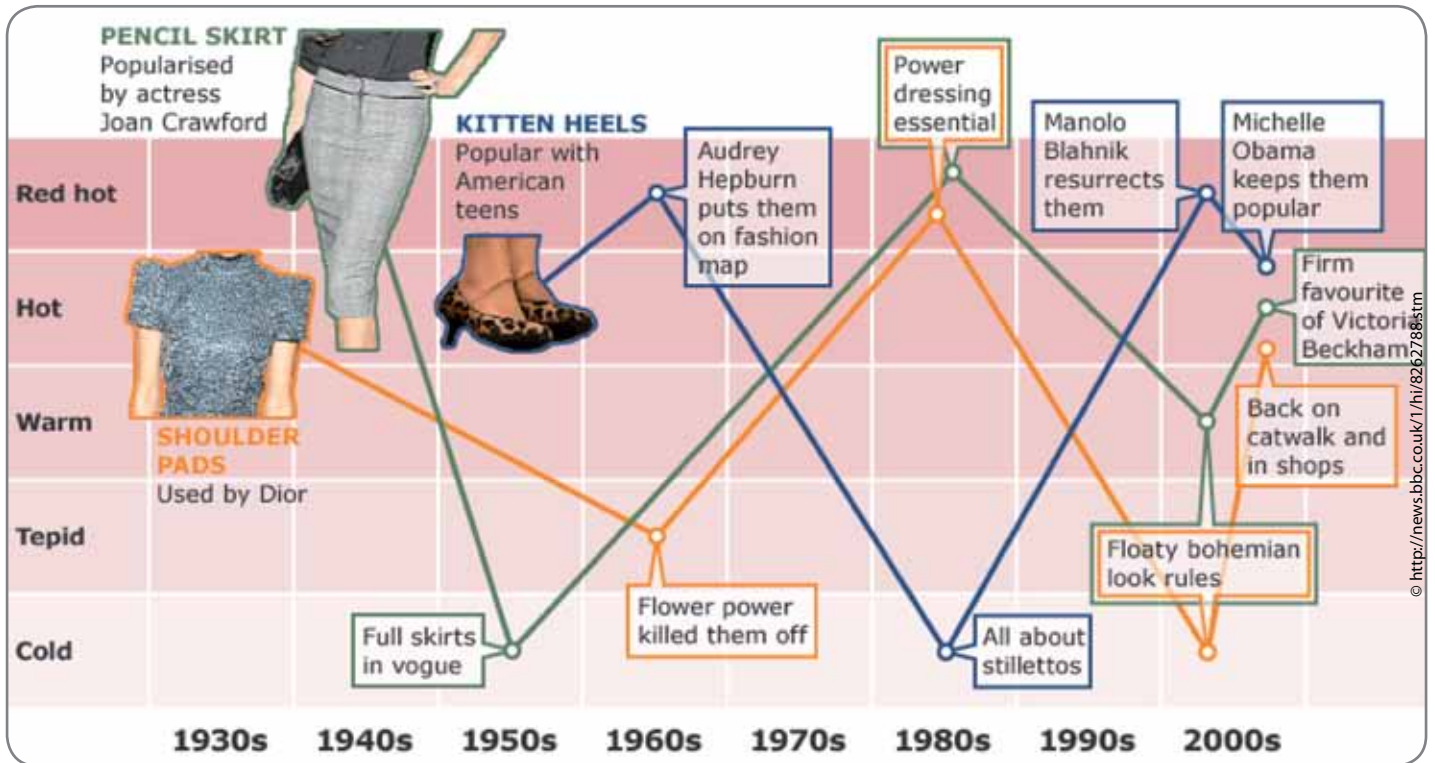 PENCIL SKIRT
Popularised
by actress
Joan Crawford
KITTEN HEELS
Popular with
American
teens
Audrey
Hepburn
puts them
on fashion
map
Power
dressing
essential
Manolo
Blahnik
resurrects
them
Michelle
Obama
keeps them
popular
Firm
favourite
of Victoria
Beckham
Back on
catwalk and
in shops
SHOULDER
PADS
Used by Dior
Floaty bohemian
look rules
Flower power
killed them off
Full skirts
in vogue
All about
stillettos
Red hot
Hot
Warm
Tepid
Cold
1930s 1940s 1950s 1960s 1970s 1980s 1990s 2000s
© http://news.bbc.co.uk/1/hi/8262788.stm